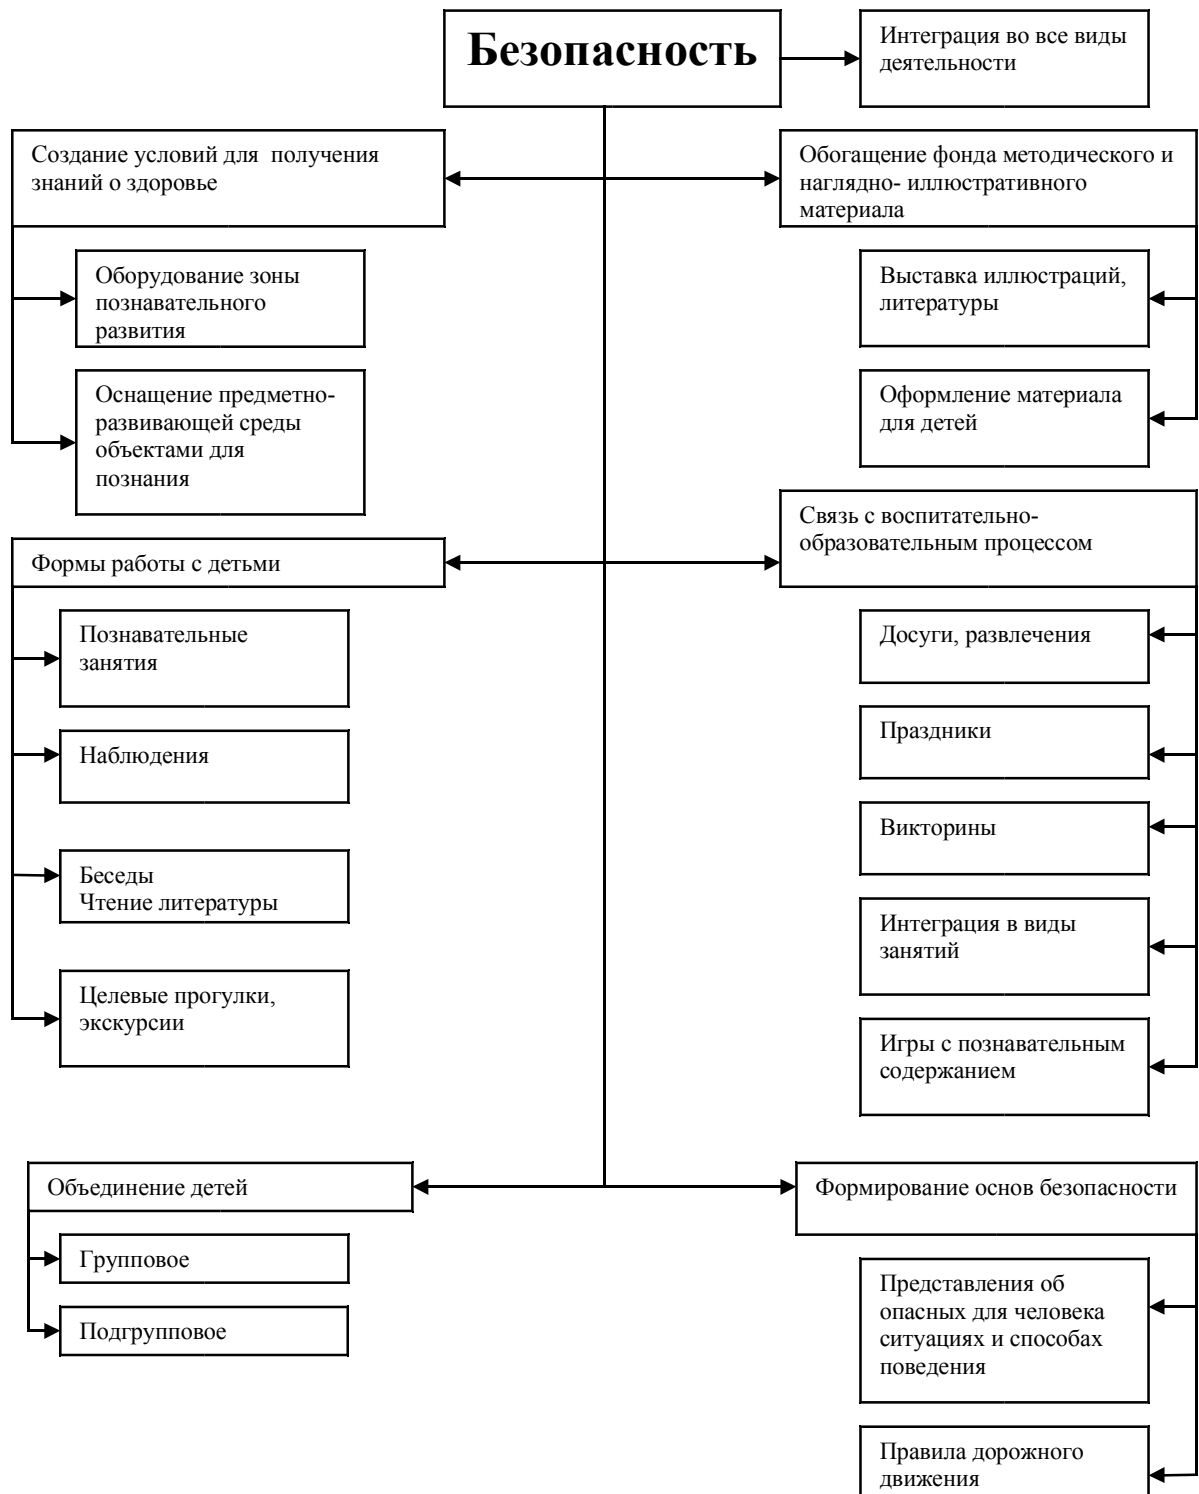 Безопасность
Интеграция во все виды
деятельности
Создание условий для получения
знаний о здоровье
Оборудование зоны
познавательного
развития
Оснащение предметно-
развивающей среды
объектами для
познания
Обогащение фонда методического и
наглядно- иллюстративного
материала
Выставка иллюстраций,
литературы
Оформление материала
для детей
Формы работы с детьми
Познавательные
занятия
Наблюдения
Беседы
Чтение литературы
Целевые прогулки,
экскурсии
Связь с воспитательно-
образовательным процессом
Досуги, развлечения
Праздники
Викторины
Интеграция в виды
занятий
Игры с познавательным
содержанием
Объединение детей
Групповое
Подгрупповое
Формирование основ безопасности
Представления об
опасных для человека
ситуациях и способах
поведения
Правила дорожного
движения